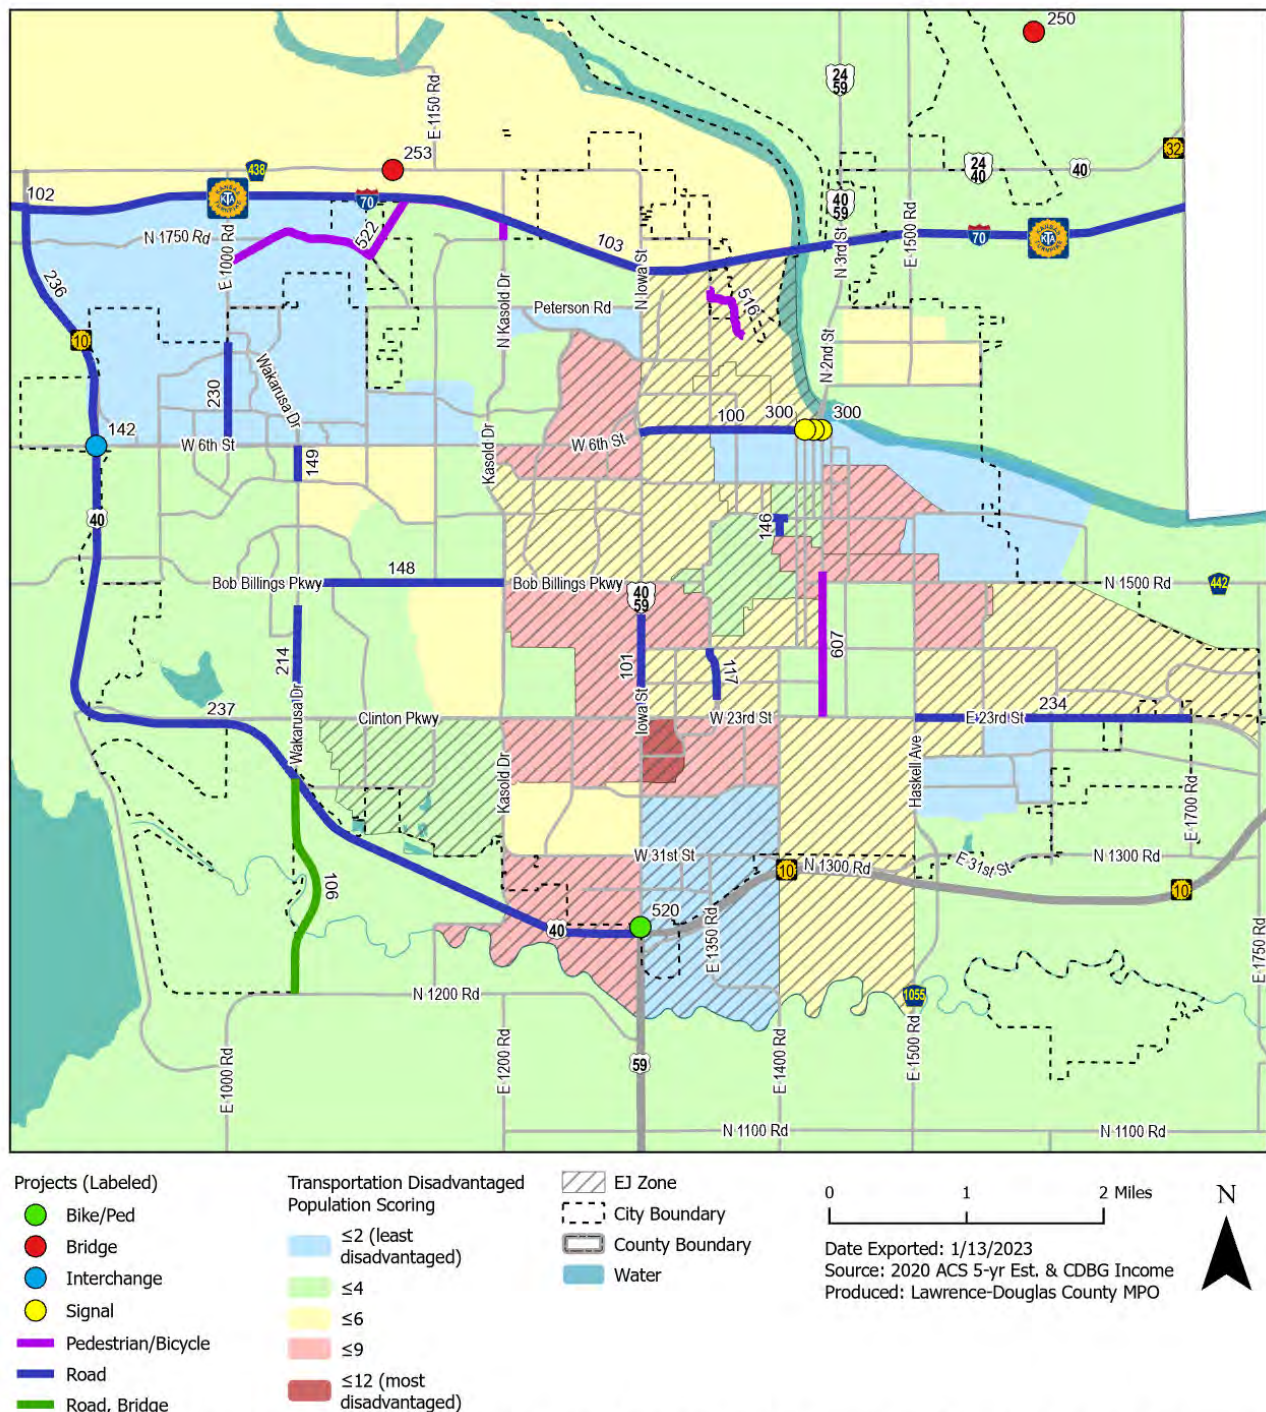 250
24
59
E 1150 Rd
253
32
438
24
40
40
102
KANSAS
KTA
TURNPIKE
70
40
59
N 1750 Rd
E 1000 Rd
522
103
N Iowa St
N 3rd St
E 1500 Rd
70
KANSAS
KTA
TURNPIKE
236
Peterson Rd
N Kasold Dr
516
10
Wakarusa Dr
N 2nd St
230
100
300
300
142
W 6th St
W 6th St
149
Kasold Dr
40
146
Bob Billings Pkwy
148
Bob Billings Pkwy
40
59
N 1500 Rd
442
214
101
117
607
Wakarusa Dr
Iowa St
237
Clinton Pkwy
W 23rd St
E 23rd St
234
Kasold Dr
Haskell Ave
E 1700 Rd
W 31st St
N 1300 Rd
E 31st St
N 1300 Rd
10
10
106
520
40
E 1350 Rd
E 1750 Rd
N 1200 Rd
1055
E 1000 Rd
E 1200 Rd
59
E 1400 Rd
E 1500 Rd
N 1100 Rd
N 1100 Rd
Projects (Labeled)
Bike/Ped
Bridge
Interchange
Signal
Pedestrian/Bicycle
Road
Road, Bridge
Transportation Disadvantaged
Population Scoring
≤2 (least
disadvantaged)
≤4
≤6
≤9
≤12 (most
disadvantaged)
EJ Zone
City Boundary
County Boundary
Water
0 1 2 Miles
N
Date Exported: 1/13/2023
Source: 2020 ACS 5-yr Est. & CDBG Income
Produced: Lawrence-Douglas County MPO